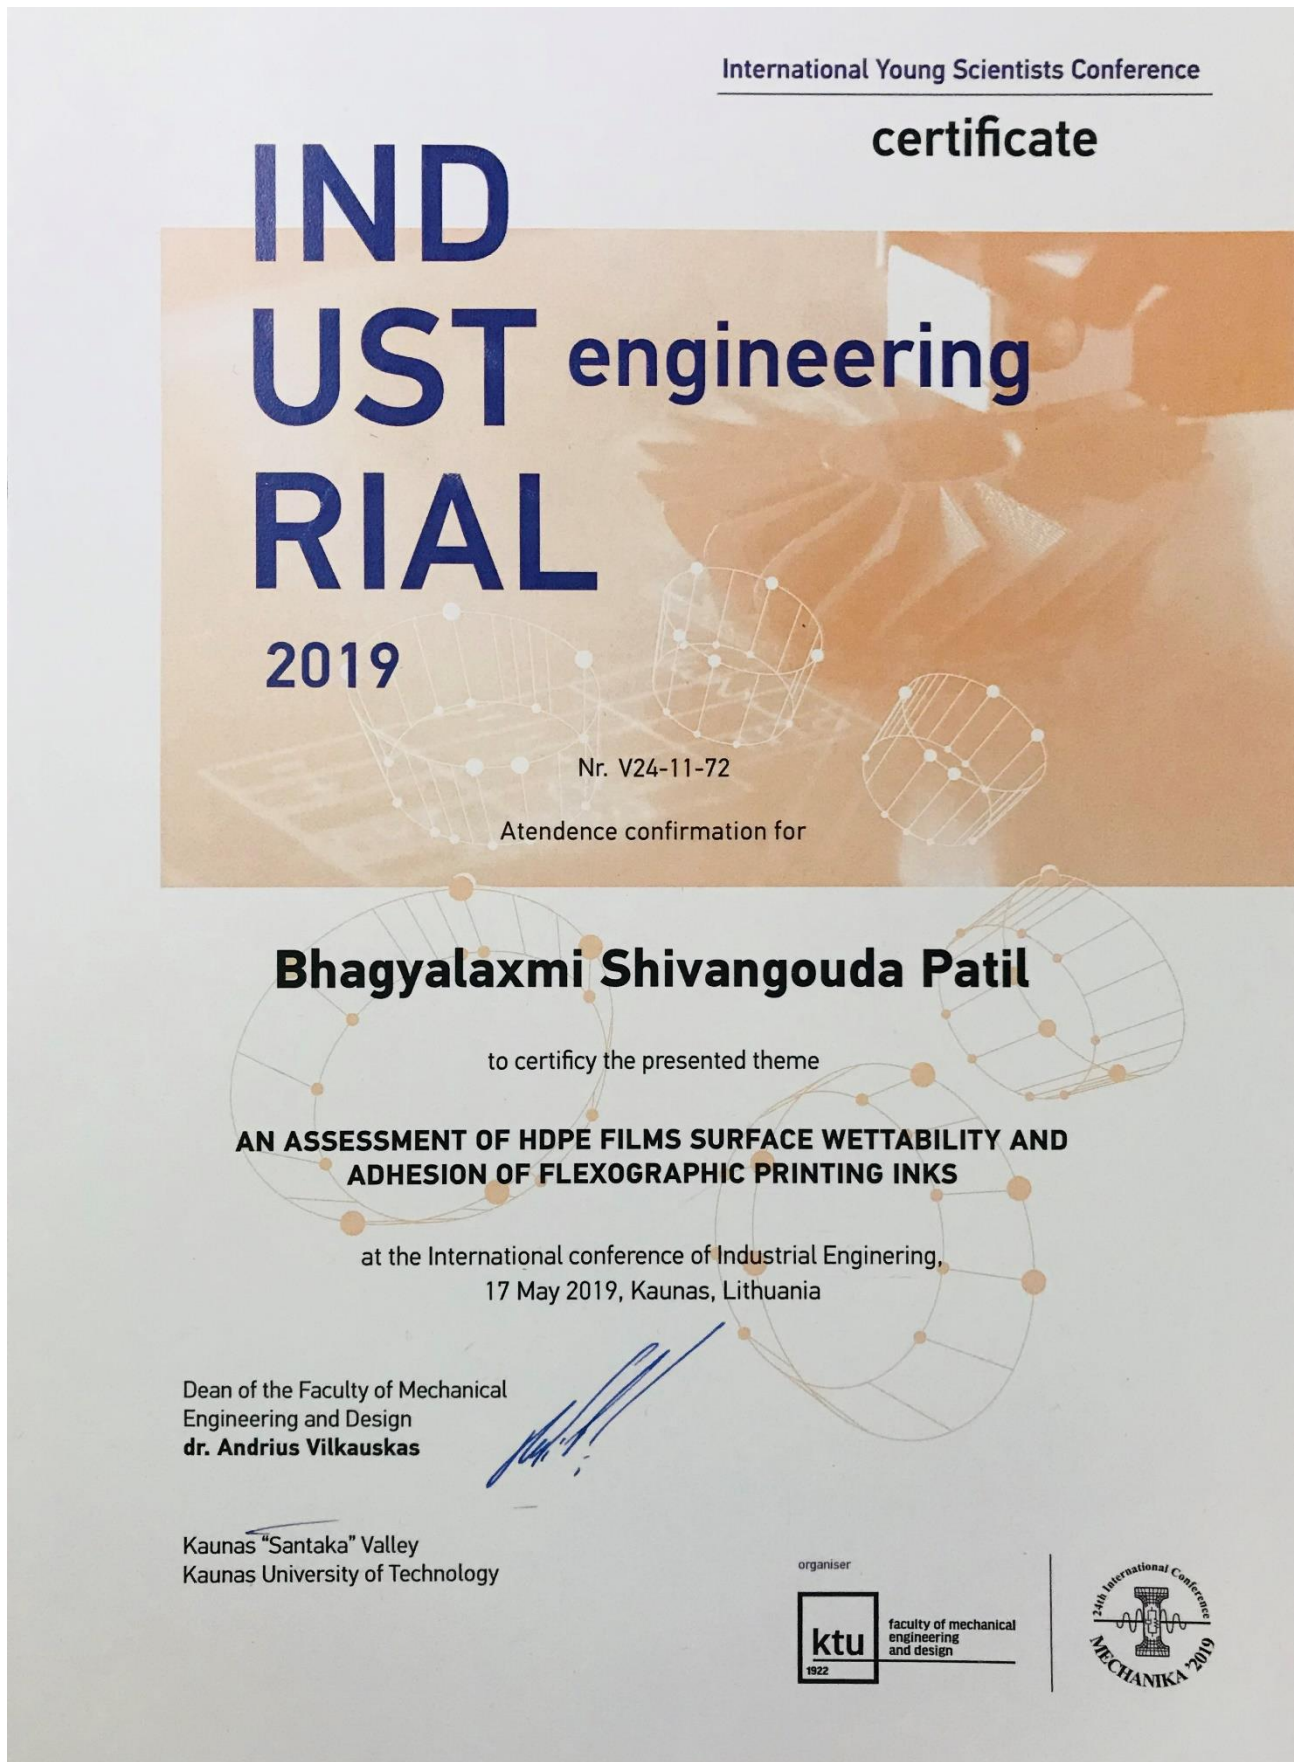 International Young Scientists Conference
certificate
IND
UST engineering
RIAL
2019
Nr. V24-11-72
Atendence confirmation for
Bhagyalaxmi Shivangouda Patil
to certificy the presented theme
AN ASSESSMENT OF HDPE FILMS SURFACE WETTABILITY AND
ADHESION OF FLEXOGRAPHIC PRINTING INKS
at the International conference of Industrial Enginering,
17 May 2019, Kaunas, Lithuania
Dean of the Faculty of Mechanical
Engineering and Design
dr. Andrius Vilkauskas
Kaunas "Santaka" Valley
Kaunas University of Technology
organiser
ktu
1922
faculty of mechanical
engineering
and design
24th International Conference
MECHANIKA '2019